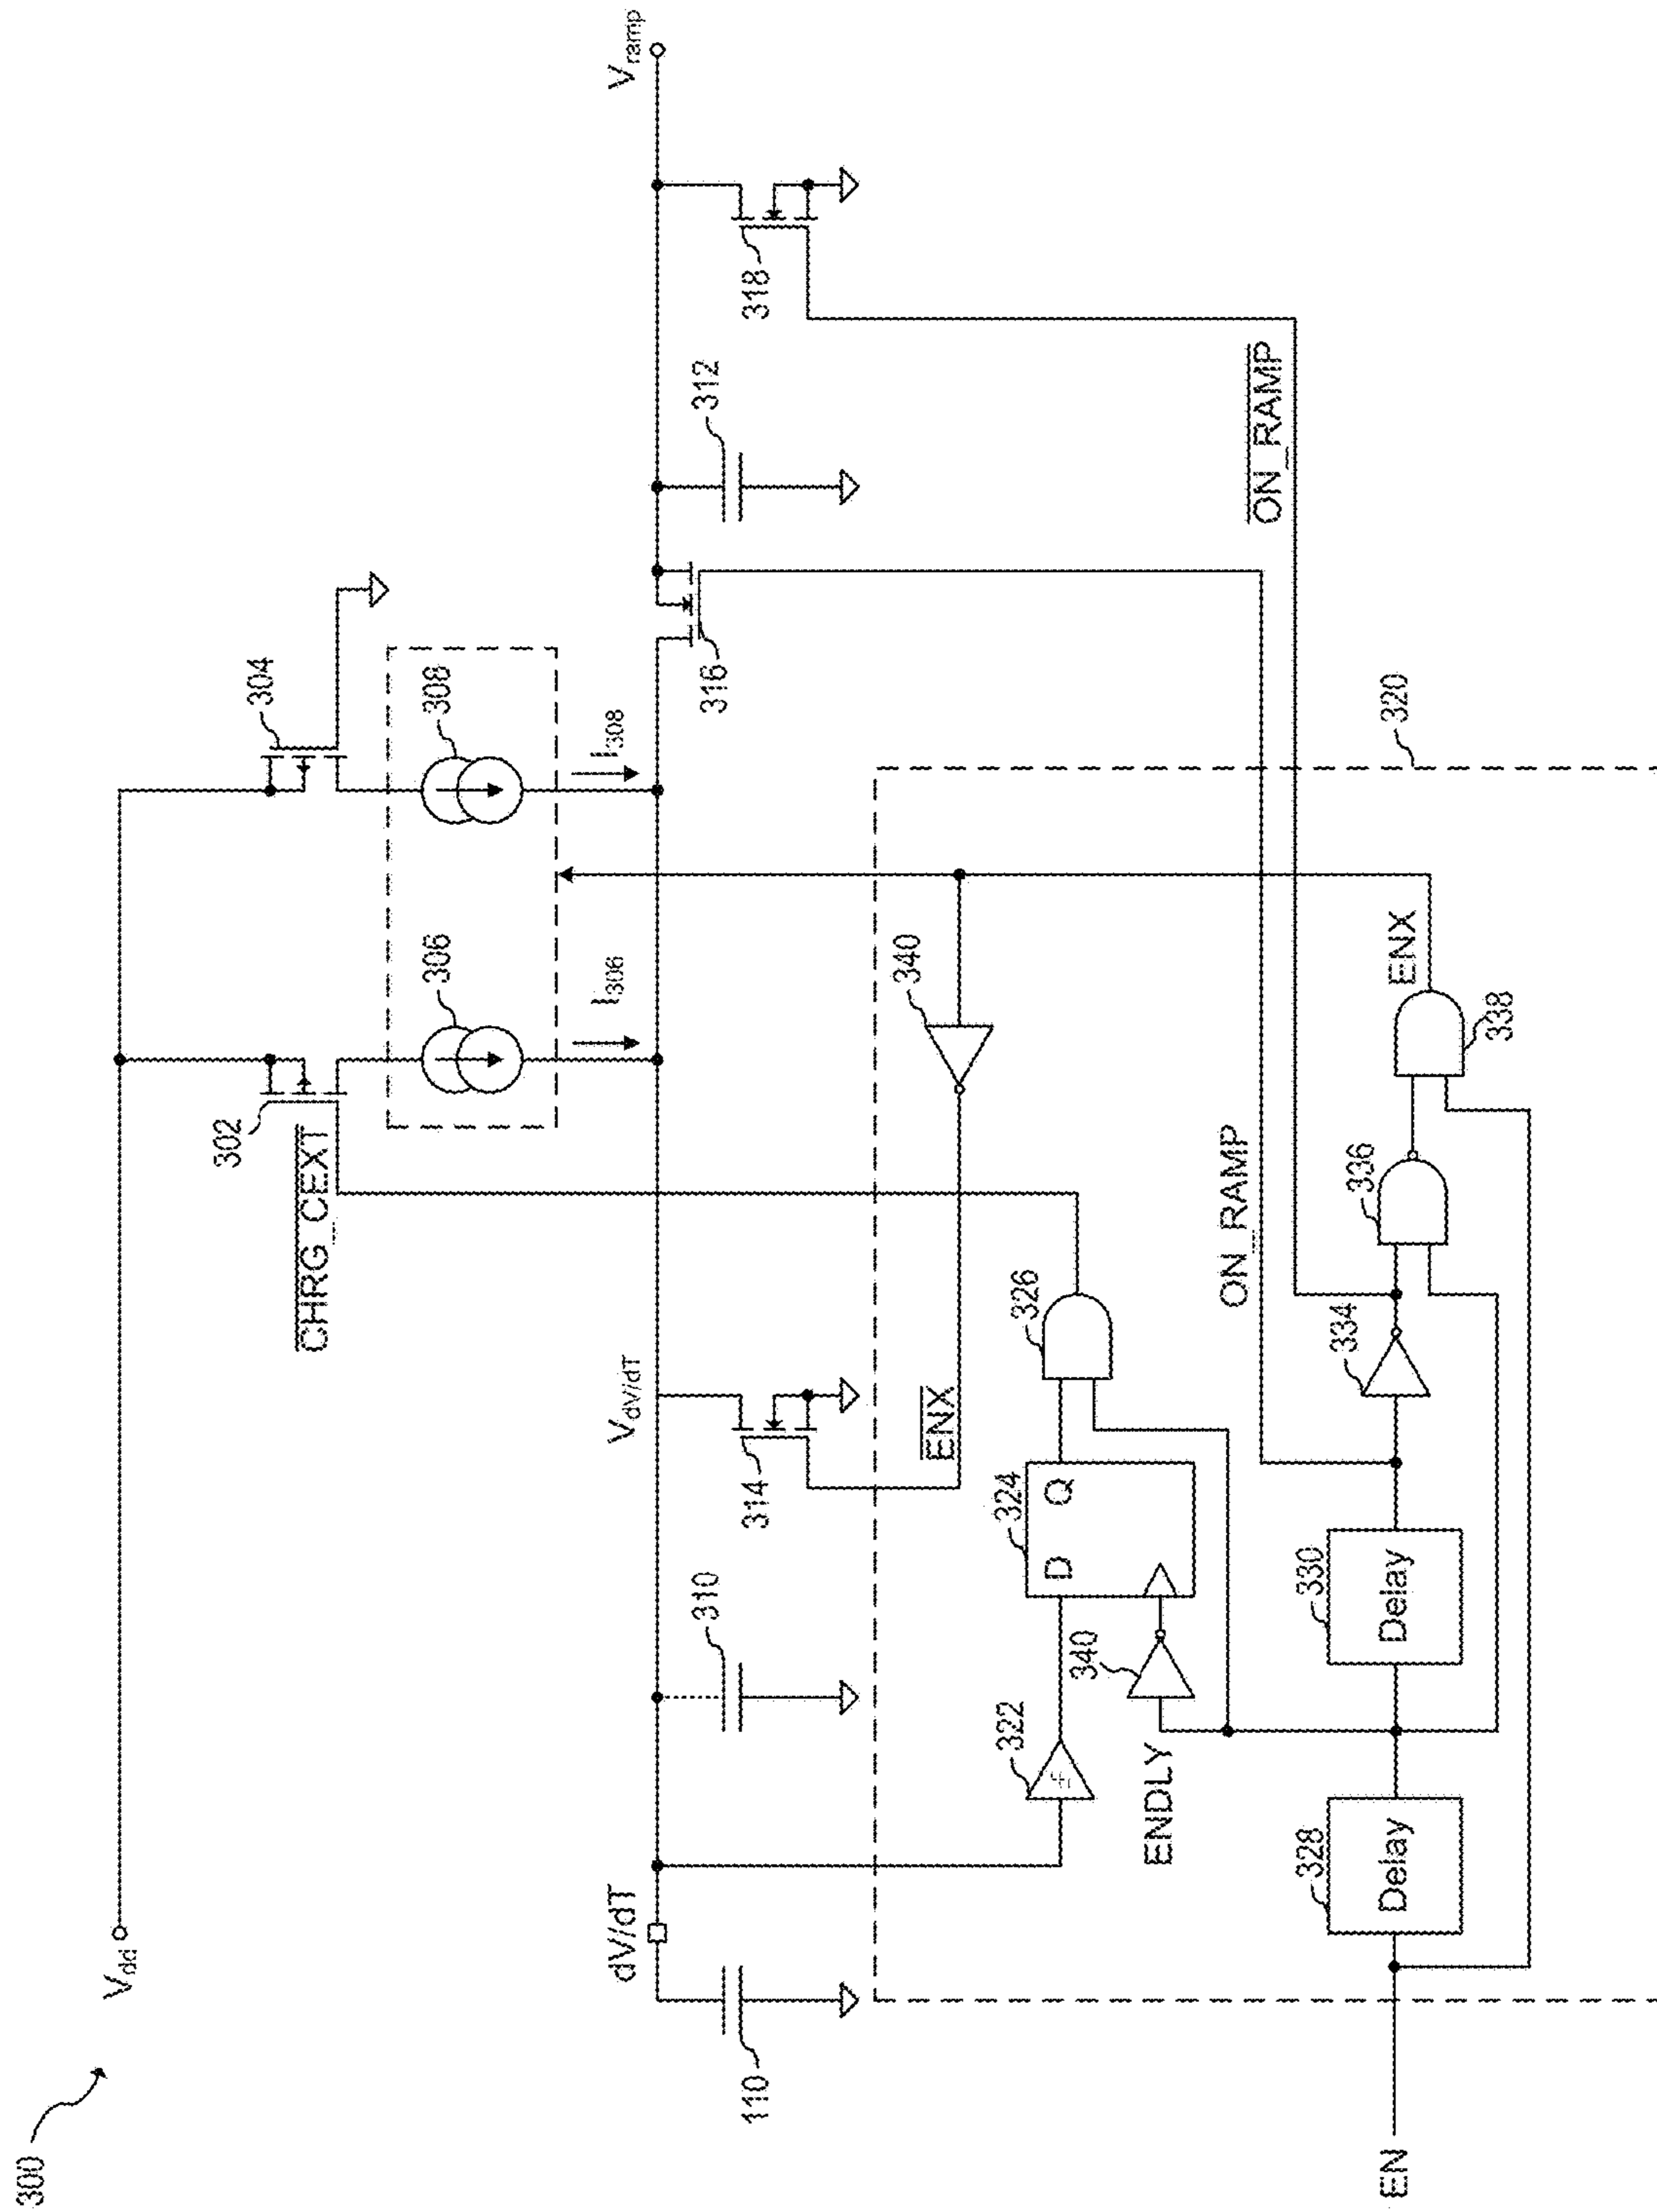 300
Vdd
302
304
CHRG_CEXT
306
308
I306
I308
dV/dT
VdV/dT
Vramp
110
310
314
316
312
318
ENX
340
320
322
324
D
Q
326
340
ENDLY
ON_RAMP
ON_RAMP
EN
328
Delay
330
Delay
334
336
338
ENX